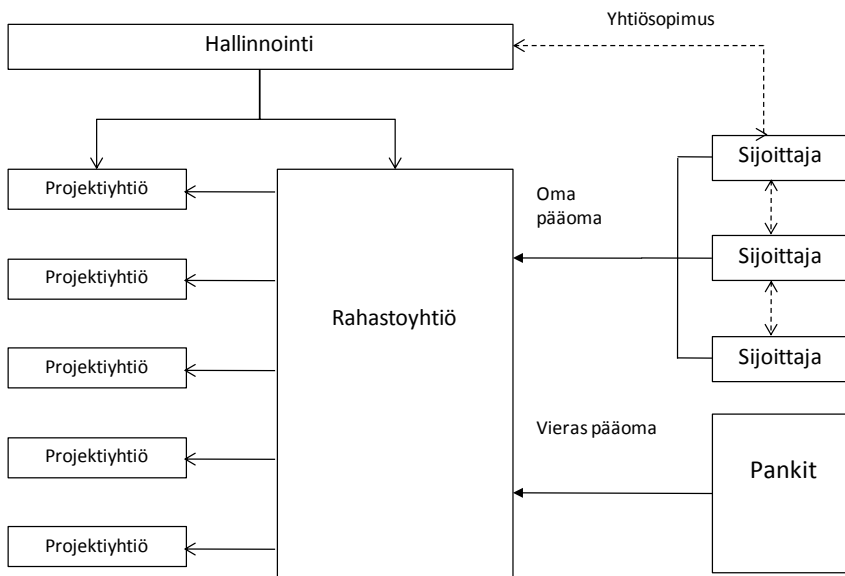 Yhtiösopimus
Hallinnointi
Sijoittaja
Projektiyhtiö
Oma
pääoma
Sijoittaja
Projektiyhtiö
Rahastoyhtiö
Sijoittaja
Projektiyhtiö
Vieras pääoma
Projektiyhtiö
Pankit
Projektiyhtiö